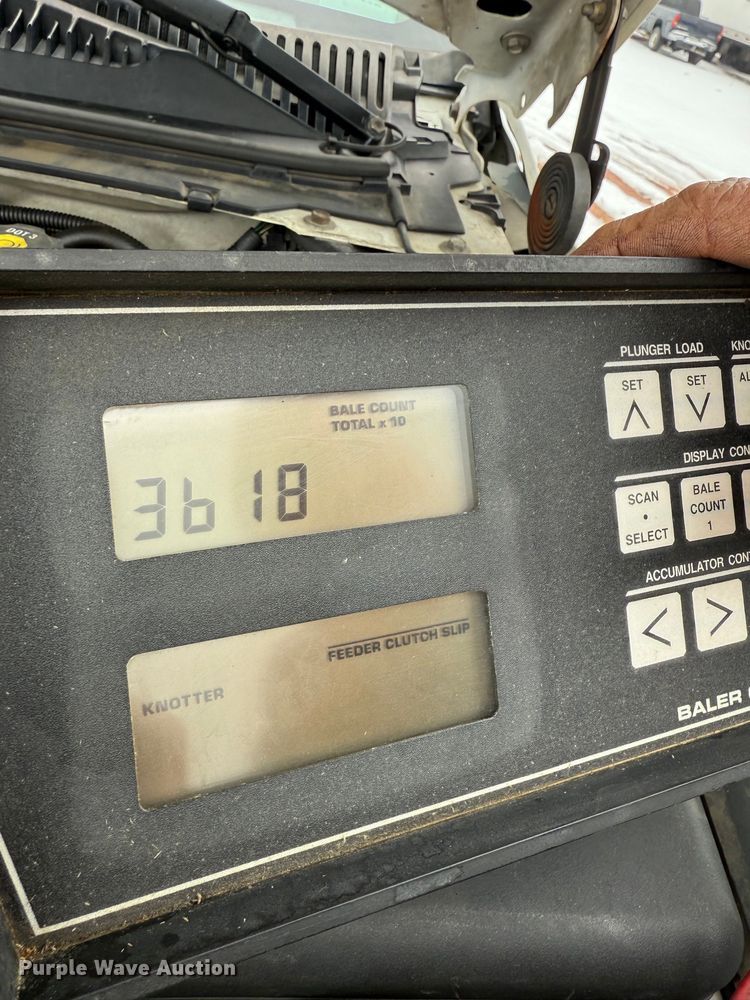 DOT 3
PLUNGER LOAD
SET
SET
BALE COUNT
TOTAL x 10
3618
DISPLAY
SCAN
•
SELECT
BALE
COUNT
1
ACCUMULATOR
<
>
FEEDER CLUTCH SLIP
KNOTTER
BALER
Purple Wave Auction